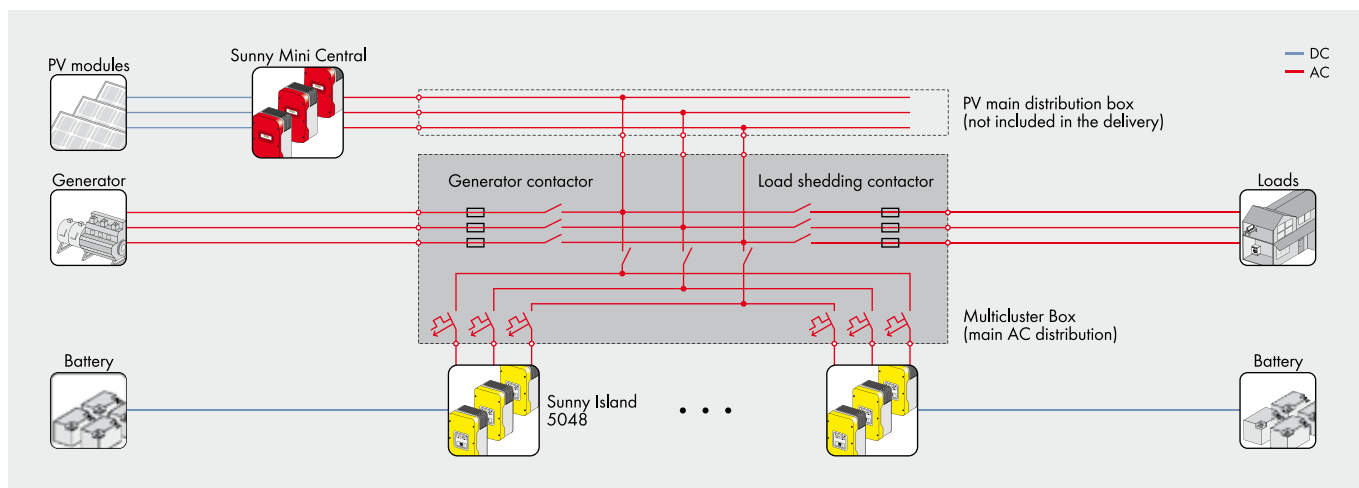 Sunny Mini Central
PV modules
DC
AC
PV main distribution box
(not included in the delivery)
Generator
Generator contactor
Load shedding contactor
Loads
Multicluster Box
(main AC distribution)
Battery
Sunny Island
5048
• • •
Battery